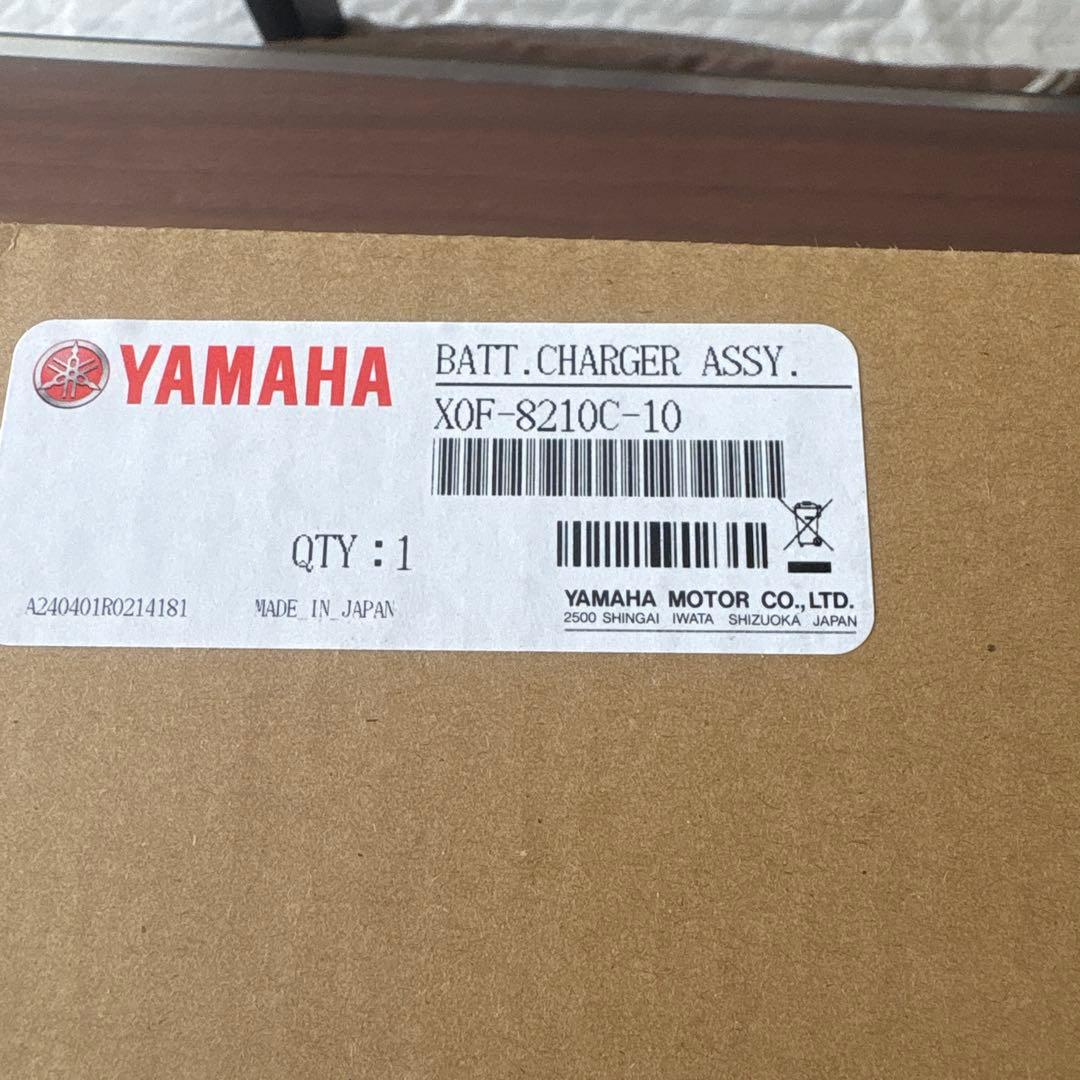 YAMAHA
BATT.CHARGER ASSY.
X0F-8210C-10
QTY:1
A240401R0214181
MADE_IN_JAPAN
YAMAHA MOTOR CO.,LTD.
2500 SHINGAI IWATA SHIZUOKA JAPAN